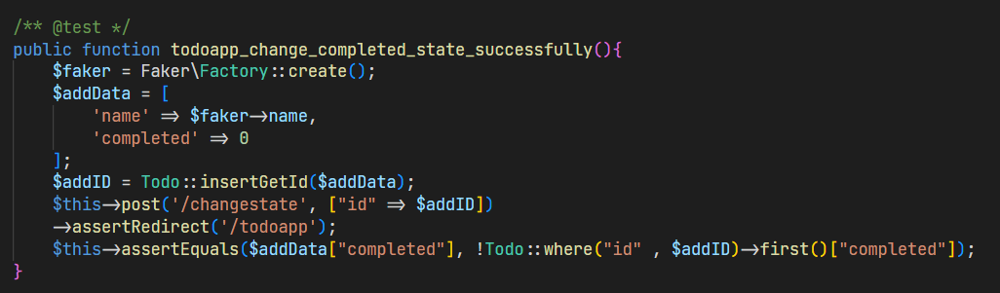 /** @test */
public function todoapp_change_completed_state_successfully(){
    $faker = Faker\Factory::create();
    $addData = [
        'name' => $faker->name,
        'completed' => 0
    ];
    $addID = Todo::insertGetId($addData);
    $this->post('/changestate', ["id" => $addID])
    ->assertRedirect('/todoapp');
    $this->assertEquals($addData["completed"], !Todo::where("id" , $addID)->first()["completed"]);
}